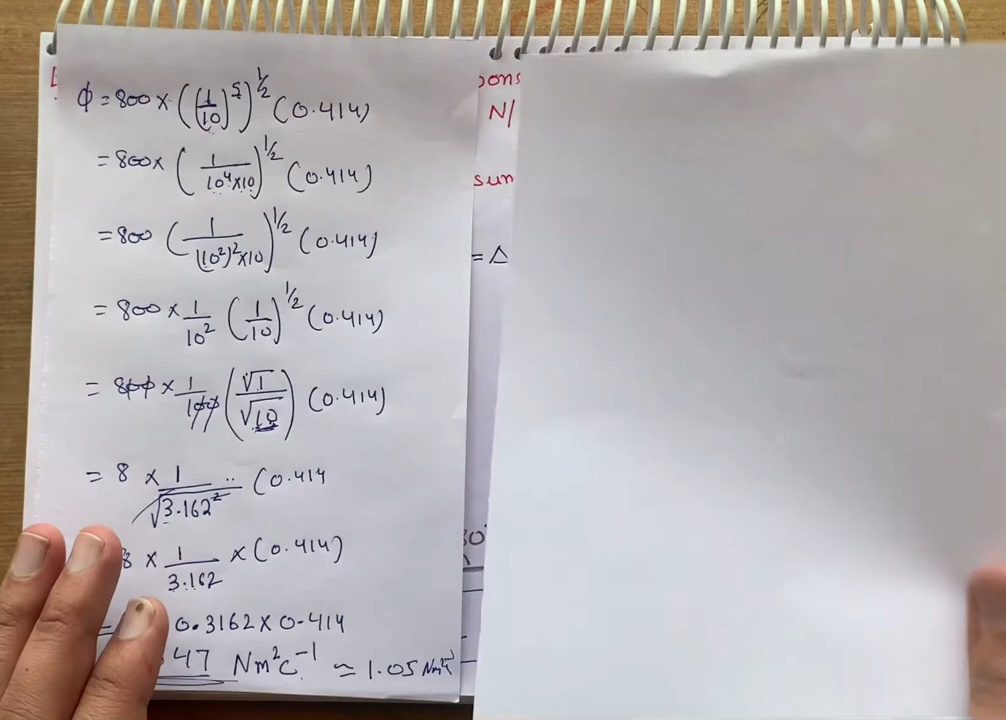 ϕ = 800 × ((1/10)^5)^1/2 (0.414)
= 800 × (1/10^4×10)^1/2 (0.414)
= 800 (1/(10^2)^2×10)^1/2 (0.414)
= 800 × 1/10^2 (1/10)^1/2 (0.414)
= 800 × 1/100 (√1/√10) (0.414)
= 8 × 1/√3.162^2 (0.414
8 × 1/3.162 × (0.414)
= 0.3162 × 0.414
.47 Nm^2C^-1 ≃ 1.05
pons
N/
sum
= Δ